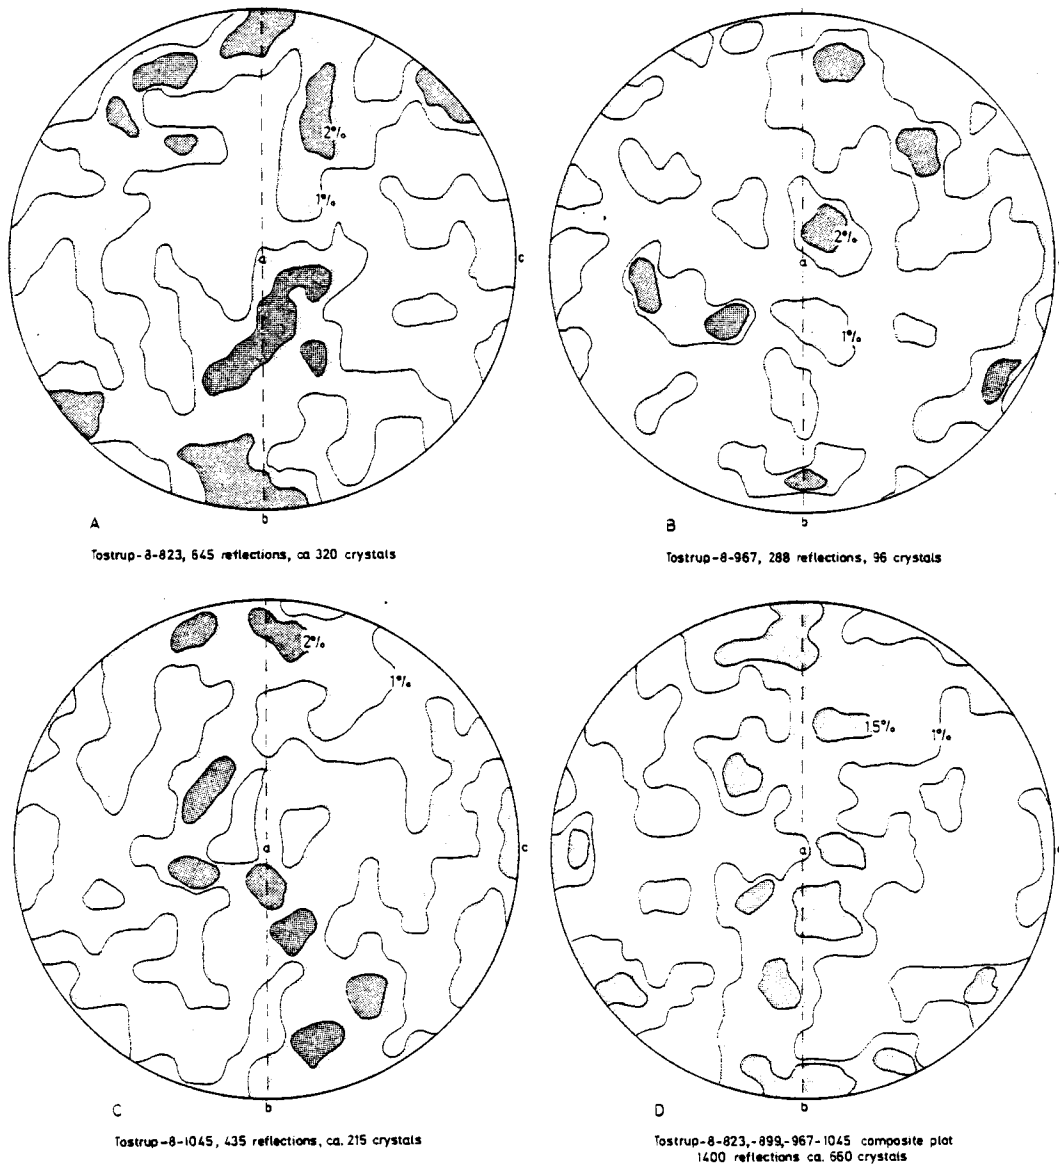 2%
1%
a
c
b
A
Tostrup-8-823, 645 reflections, ca 320 crystals
2%
a
1%
b
B
Tostrup-8-967, 288 reflections, 96 crystals
2%
1%
a
c
b
C
Tostrup-8-1045, 435 reflections, ca. 215 crystals
1.5%
1%
a
b
D
Tostrup-8-823,-899,-967-1045 composite plot
1400 reflections ca. 660 crystals